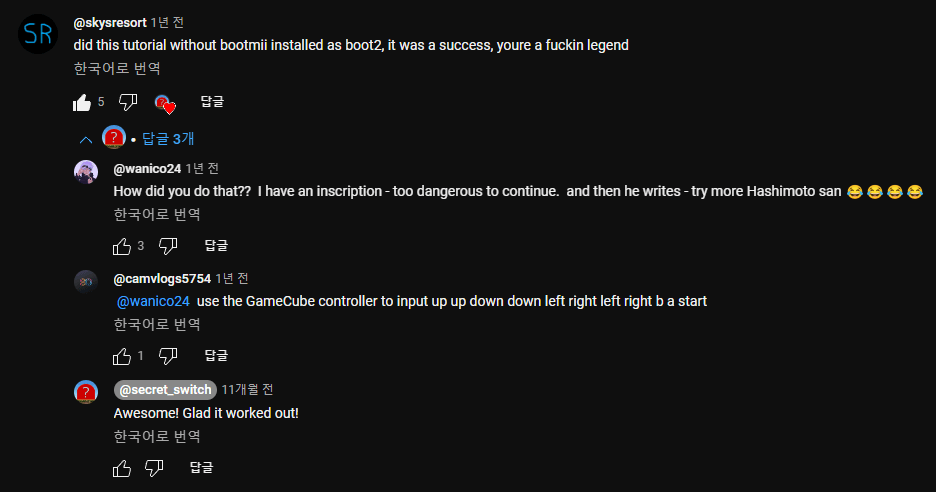 SR
@skysresort 1년 전
did this tutorial without bootmii installed as boot2, it was a success, youre a fuckin legend
한국어로 번역
5 답글
? • 답글 3개
@wanico24 1년 전
How did you do that?? I have an inscription - too dangerous to continue. and then he writes - try more Hashimoto san 😂 😂 😂 😂
한국어로 번역
3 답글
@camvlogs5754 1년 전
@wanico24 use the GameCube controller to input up up down down left right left right b a start
한국어로 번역
1 답글
? @secret_switch 11개월 전
Awesome! Glad it worked out!
한국어로 번역
답글